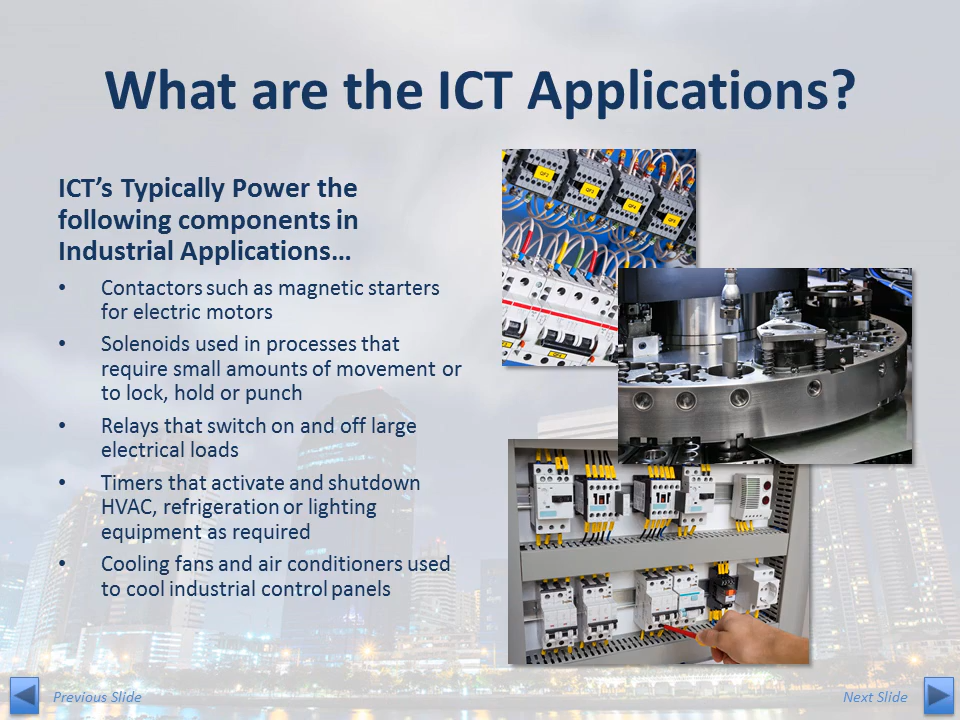 What are the ICT Applications?
ICT’s Typically Power the
following components in
Industrial Applications…
• Contactors such as magnetic starters
for electric motors
• Solenoids used in processes that
require small amounts of movement or
to lock, hold or punch
• Relays that switch on and off large
electrical loads
• Timers that activate and shutdown
HVAC, refrigeration or lighting
equipment as required
• Cooling fans and air conditioners used
to cool industrial control panels
Previous Slide
Next Slide